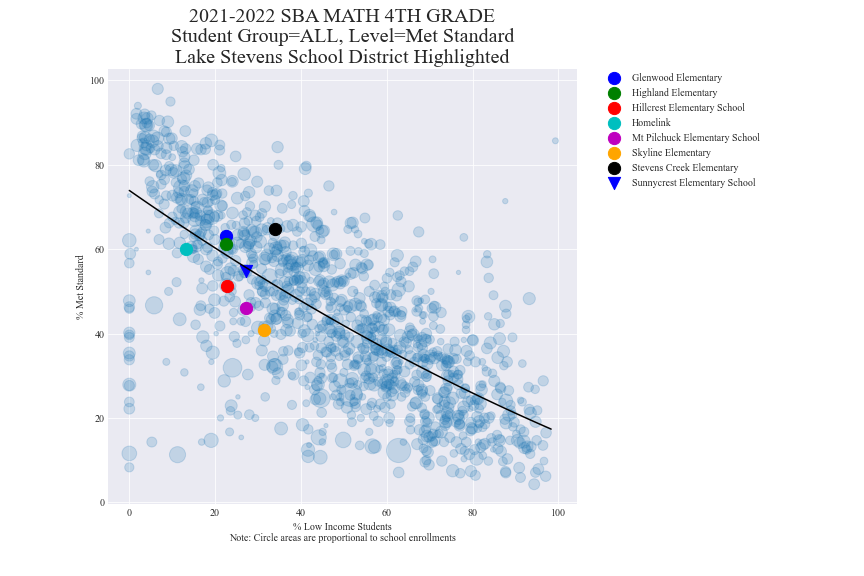 2021-2022 SBA MATH 4TH GRADE
Student Group=ALL, Level=Met Standard
Lake Stevens School District Highlighted
100
80
60
40
20
0
% Met Standard
0 20 40 60 80 100
% Low Income Students
Note: Circle areas are proportional to school enrollments
Glenwood Elementary
Highland Elementary
Hillcrest Elementary School
Homelink
Mt Pilchuck Elementary School
Skyline Elementary
Stevens Creek Elementary
Sunnycrest Elementary School